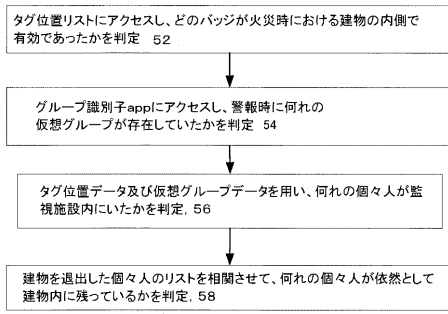 タグ位置リストにアクセスし、どのバッジが火災時における建物の内側で
有効であったかを判定 52
グループ識別子appにアクセスし、警報時に何れの
仮想グループが存在していたかを判定 54
タグ位置データ及び仮想グループデータを用い、何れの個々人が監
視施設内にいたかを判定, 56
建物を退出した個々人のリストを相関させて、何れの個々人が依然として
建物内に残っているかを判定, 58